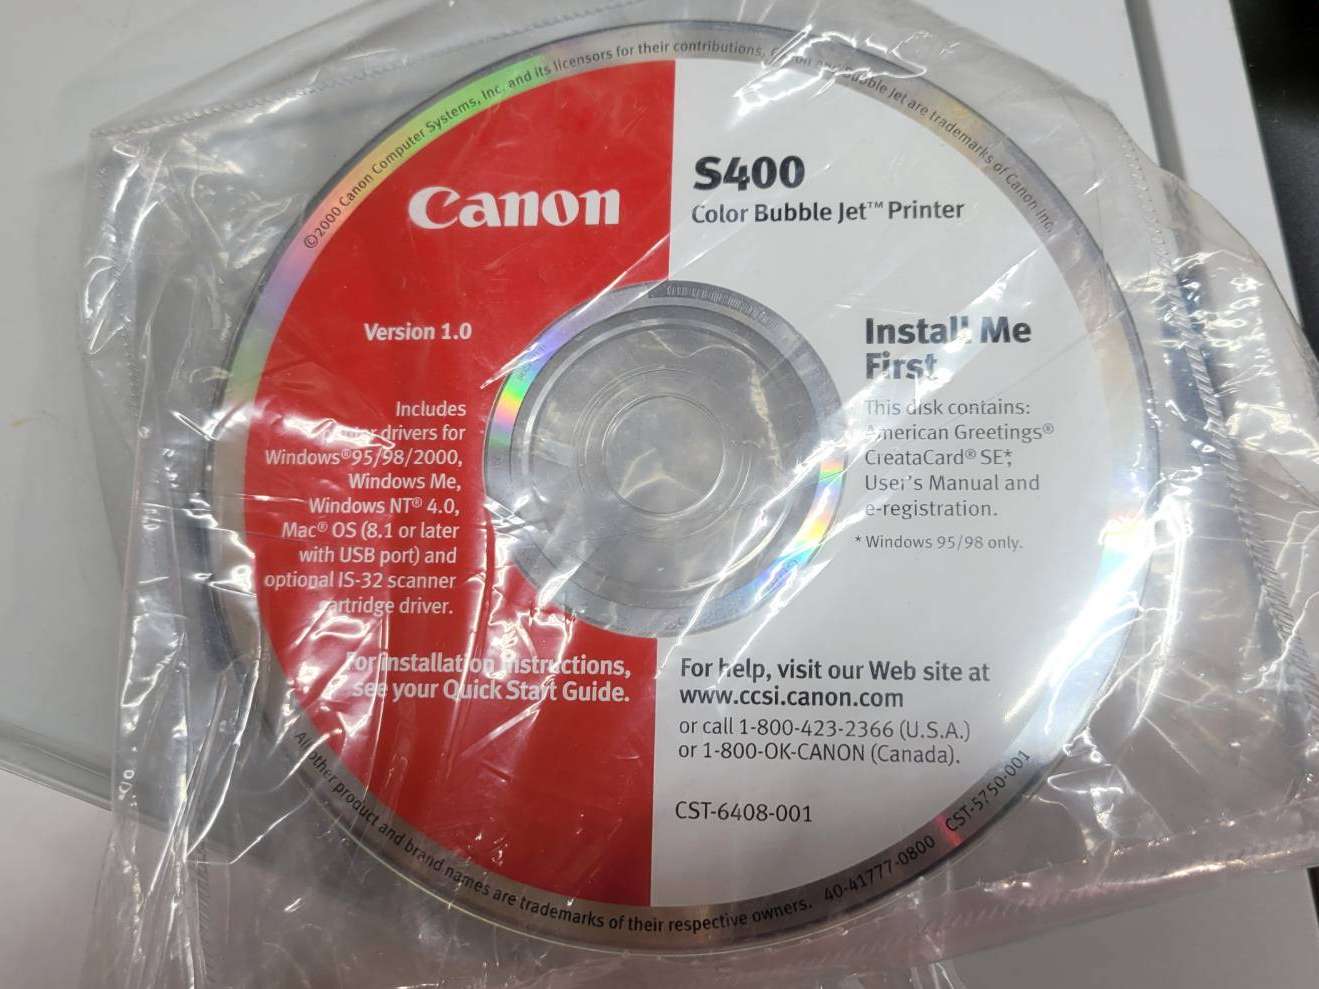 ©2000 Canon Computer Systems, Inc. and its licensors for their contributions. Canon and Bubble Jet are trademarks of Canon Inc.
Canon
S400
Color Bubble Jet™ Printer
Version 1.0
Install Me
First
Includes
printer drivers for
Windows®95/98/2000,
Windows Me,
Windows NT® 4.0,
Mac® OS (8.1 or later
with USB port) and
optional IS-32 scanner
cartridge driver.
This disk contains:
American Greetings®
CreataCard® SE*,
User's Manual and
e-registration.
* Windows 95/98 only.
For installation instructions,
see your Quick Start Guide.
For help, visit our Web site at
www.ccsi.canon.com
or call 1-800-423-2366 (U.S.A.)
or 1-800-OK-CANON (Canada).
CST-6408-001
All other product and brand names are trademarks of their respective owners. 40-41777-0800 CST-5750-001